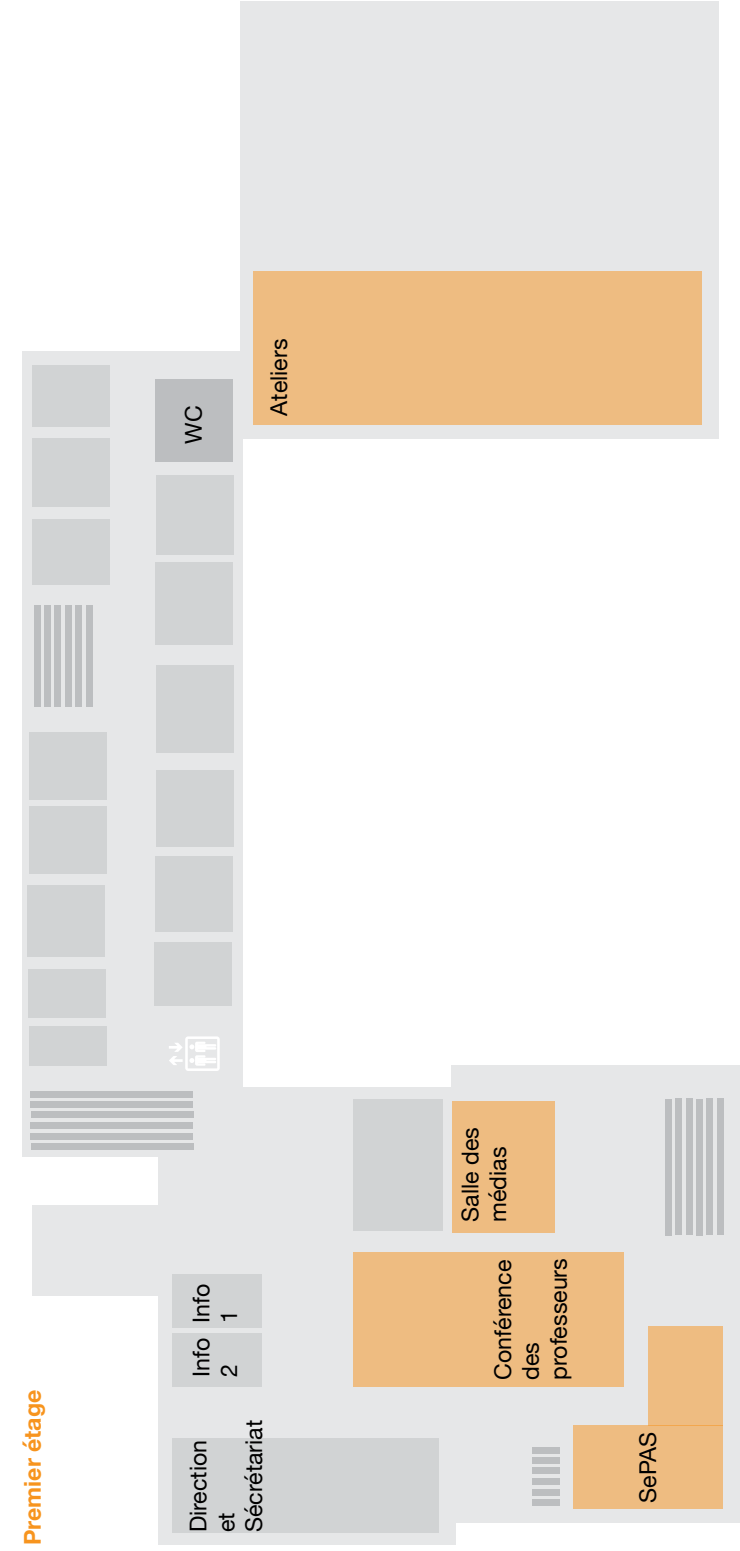 Premier étage
Direction
et
Sécrétariat
Info
2
Info
1
WC
Ateliers
Salle des
médias
Conférence
des
professeurs
SePAS